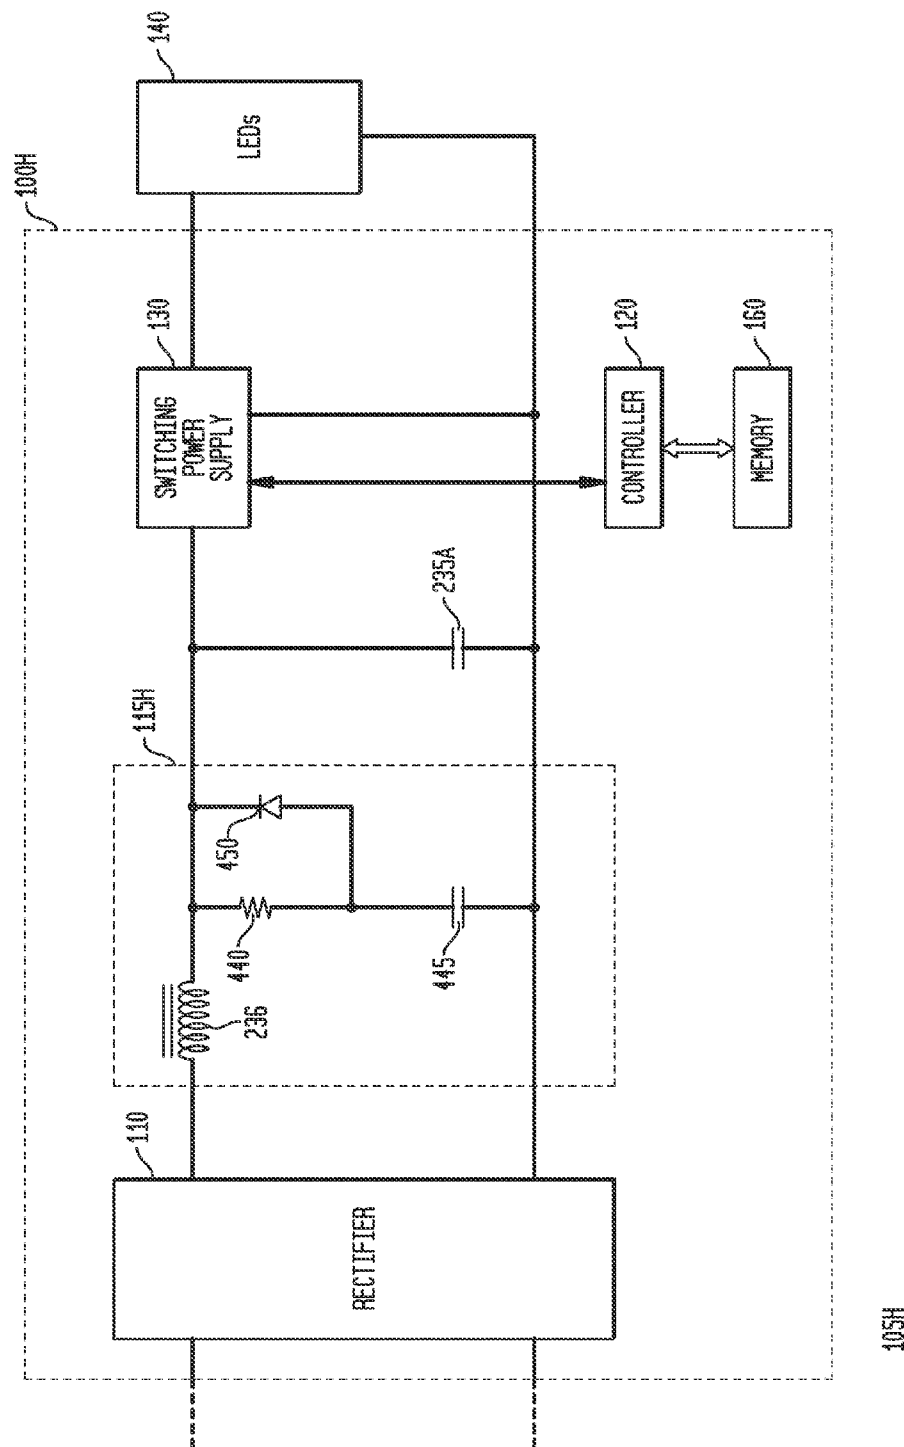 105H
100H
110
RECTIFIER
115H
236
440
450
445
235A
130
SWITCHING
POWER
SUPPLY
120
CONTROLLER
160
MEMORY
140
LEDs